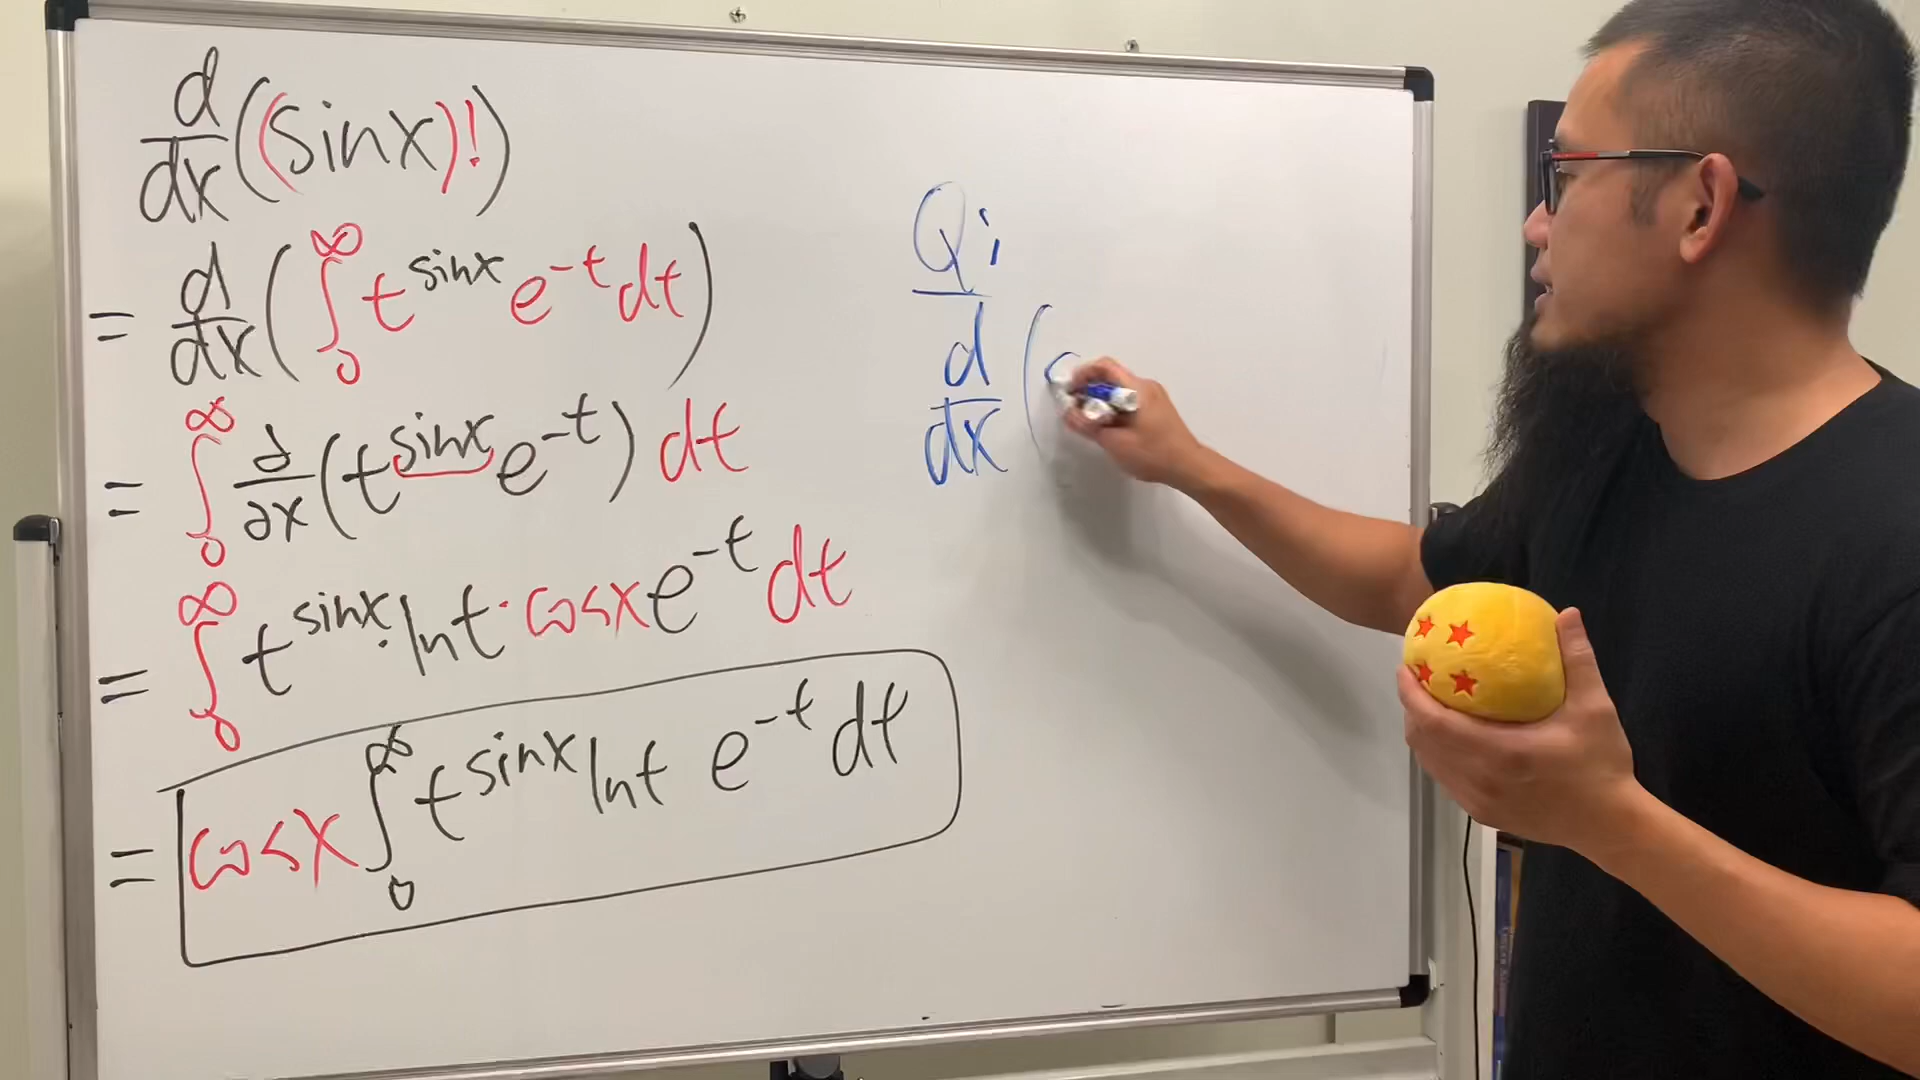 d/dx((sinx)!)
= d/dx(∫₀^∞ t^sinx e^-t dt)
= ∫₀^∞ ∂/∂x(t^sinx e^-t) dt
= ∫₀^∞ t^sinx · lnt · cosx e^-t dt
= cosx ∫₀^∞ t^sinx lnt e^-t dt
Q:
d/dx (